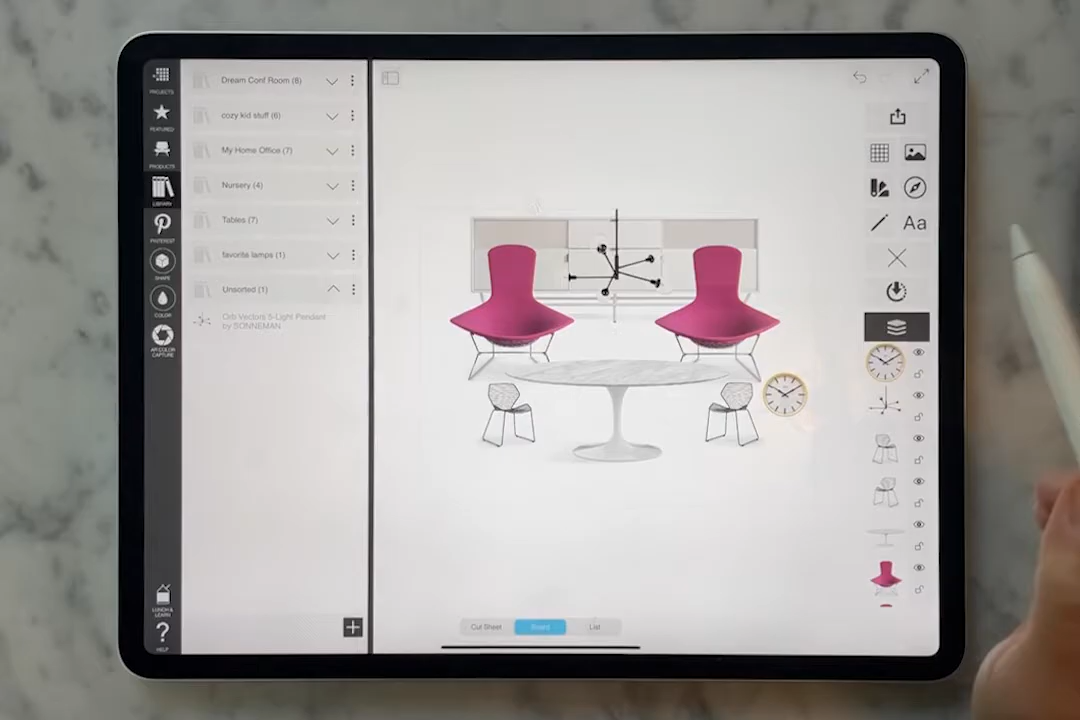 PROJECTS
FEATURED
PRODUCTS
LIBRARY
PINTEREST
SHAPE
COLOR
AR COLOR
CAPTURE
LUNCH &
LEARN
?
HELP
Dream Conf Room (8)
cozy kid stuff (6)
My Home Office (7)
Nursery (4)
Tables (7)
favorite lamps (1)
Unsorted (1)
Orb Vectors 5-Light Pendant
by SONNEMAN
Aa
Cut Sheet
Board
List